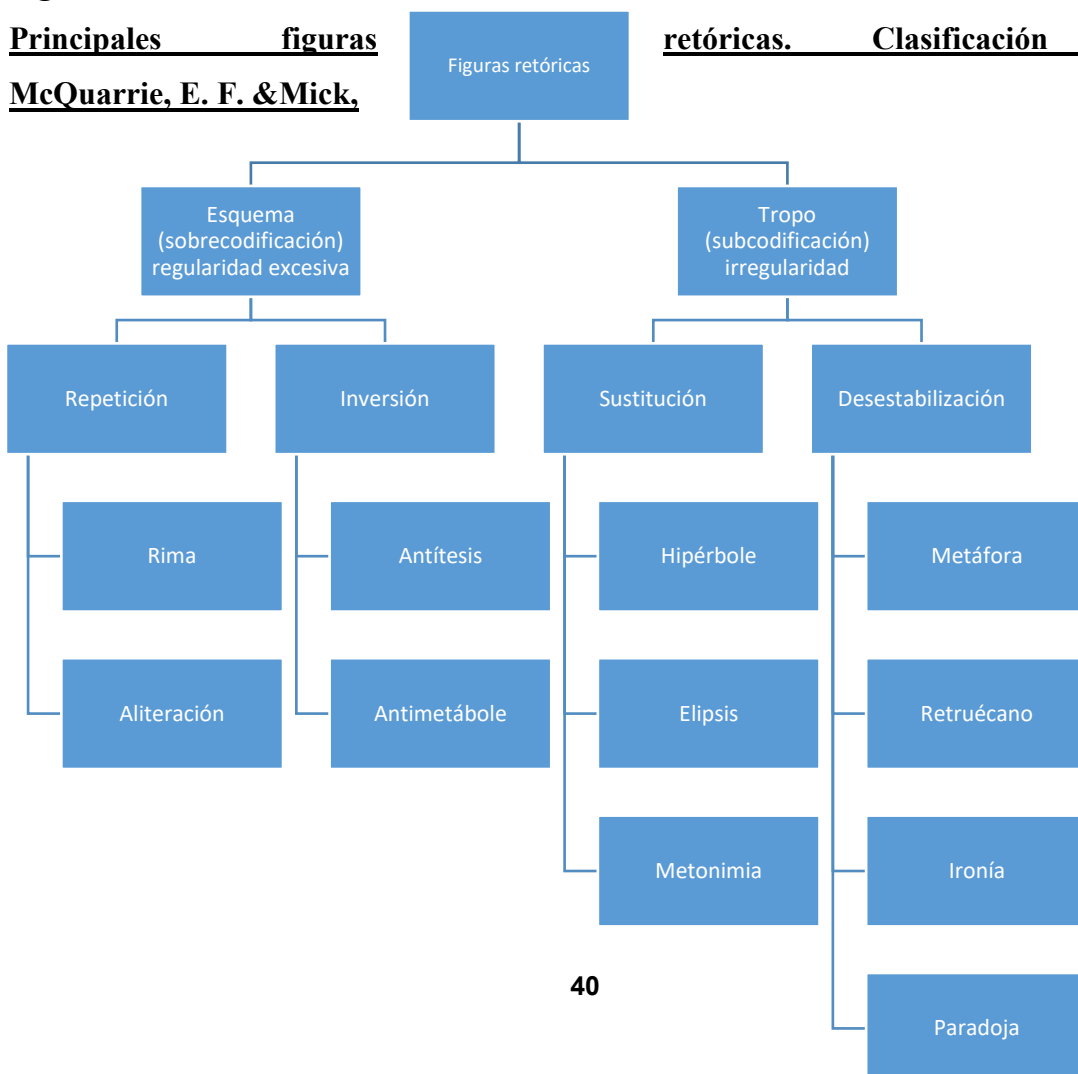 Principales figuras retóricas. Clasificación
McQuarrie, E. F. &Mick,
Figuras retóricas
Esquema
(sobrecodificación)
regularidad excesiva
Tropo
(subcodificación)
irregularidad
Repetición
Inversión
Sustitución
Desestabilización
Rima
Antítesis
Hipérbole
Metáfora
Aliteración
Antimetábole
Elipsis
Retruécano
Metonimia
Ironía
40
Paradoja